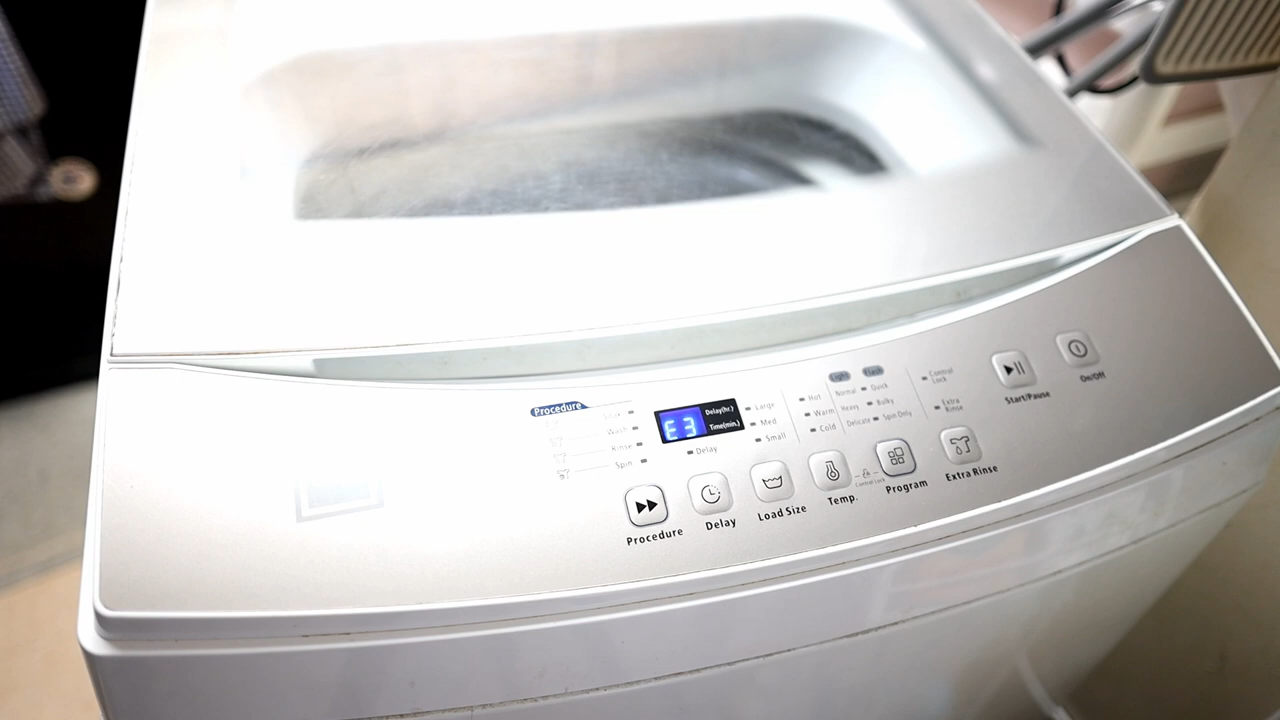 Procedure
Soak
Wash
Rinse
Spin
E3
Delay(hr.)
Time(min.)
Delay
Large
Med
Small
Hot
Warm
Cold
Light
Flash
Normal
Quick
Heavy
Bulky
Delicate
Spin Only
Control
Lock
Extra
Rinse
Start/Pause
On/Off
Procedure
Delay
Load Size
Temp.
Control Lock
Program
Extra Rinse